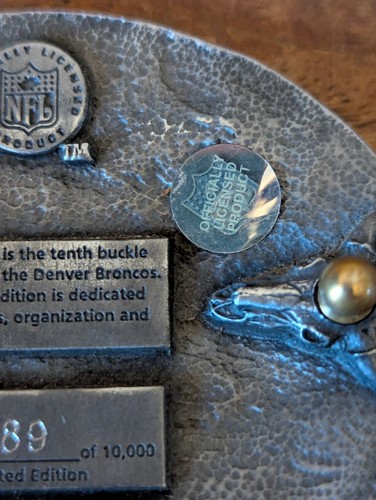 LLY LICENSED
NFL
PRODUCT
TM
OFFICIALLY
LICENSED
PRODUCT
is the tenth buckle
the Denver Broncos.
dition is dedicated
s, organization and
89 of 10,000
ted Edition